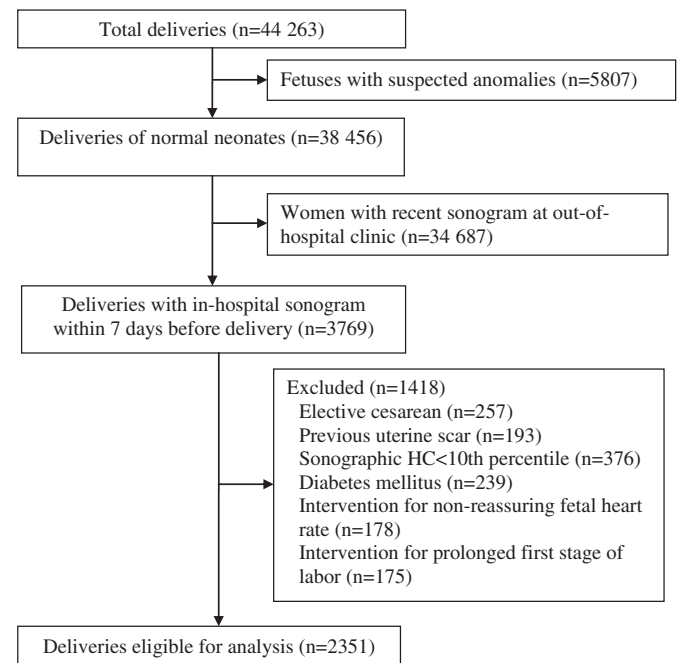 Total deliveries (n=44 263)
Fetuses with suspected anomalies (n=5807)
Deliveries of normal neonates (n=38 456)
Women with recent sonogram at out-of-
hospital clinic (n=34 687)
Deliveries with in-hospital sonogram
within 7 days before delivery (n=3769)
Excluded (n=1418)
Elective cesarean (n=257)
Previous uterine scar (n=193)
Sonographic HC<10th percentile (n=376)
Diabetes mellitus (n=239)
Intervention for non-reassuring fetal heart
rate (n=178)
Intervention for prolonged first stage of
labor (n=175)
Deliveries eligible for analysis (n=2351)